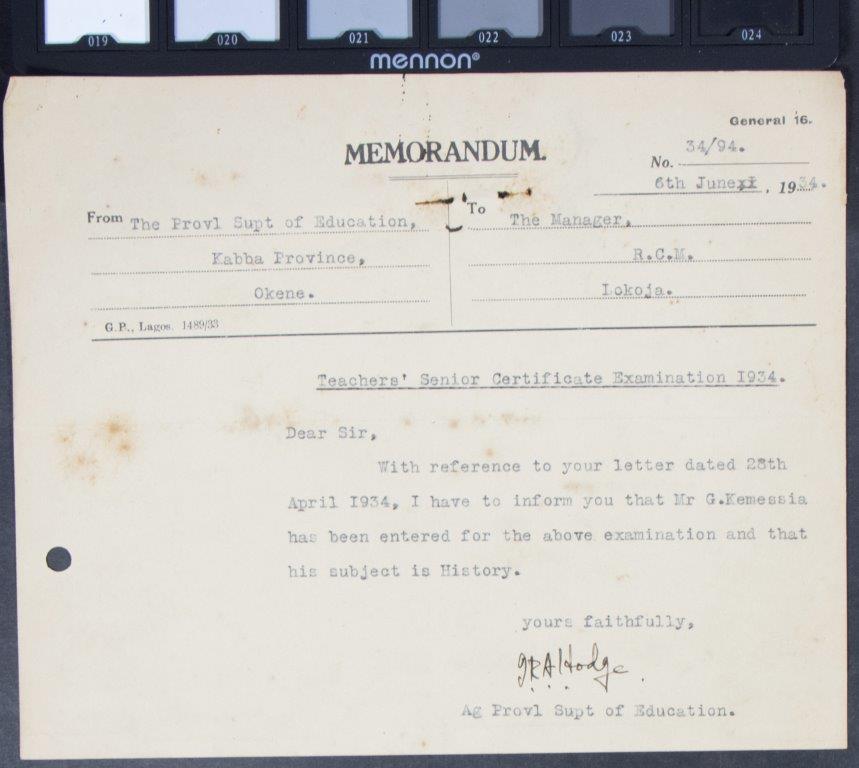 019 020 021 022 023 024
mennon®
General 16.
MEMORANDUM.
No. 34/94.
6th June, 1934.
From The Provl Supt of Education,
To The Manager,
Kabba Province,
R.C.M.
Okene.
Lokoja.
G.P., Lagos. 1489/33
Teachers' Senior Certificate Examination I934.
Dear Sir,
With reference to your letter dated 28th
April I934, I have to inform you that Mr G.Kemessia
has been entered for the above examination and that
his subject is History.
yours faithfully,
Hodge
Ag Provl Supt of Education.